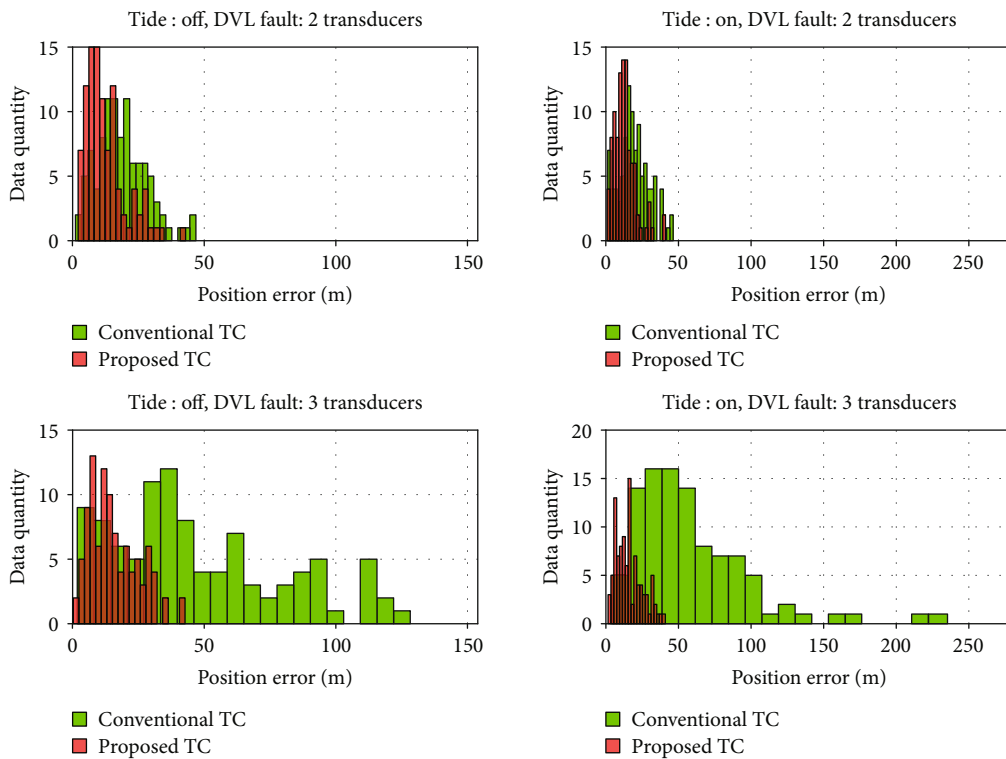 Tide : off, DVL fault: 2 transducers
15
10
5
0
Data quantity
0 50 100 150
Position error (m)
Conventional TC
Proposed TC
Tide : on, DVL fault: 2 transducers
15
10
5
0
Data quantity
0 50 100 150 200 250
Position error (m)
Conventional TC
Proposed TC
Tide : off, DVL fault: 3 transducers
15
10
5
0
Data quantity
0 50 100 150
Position error (m)
Conventional TC
Proposed TC
Tide : on, DVL fault: 3 transducers
20
15
10
5
0
Data quantity
0 50 100 150 200 250
Position error (m)
Conventional TC
Proposed TC